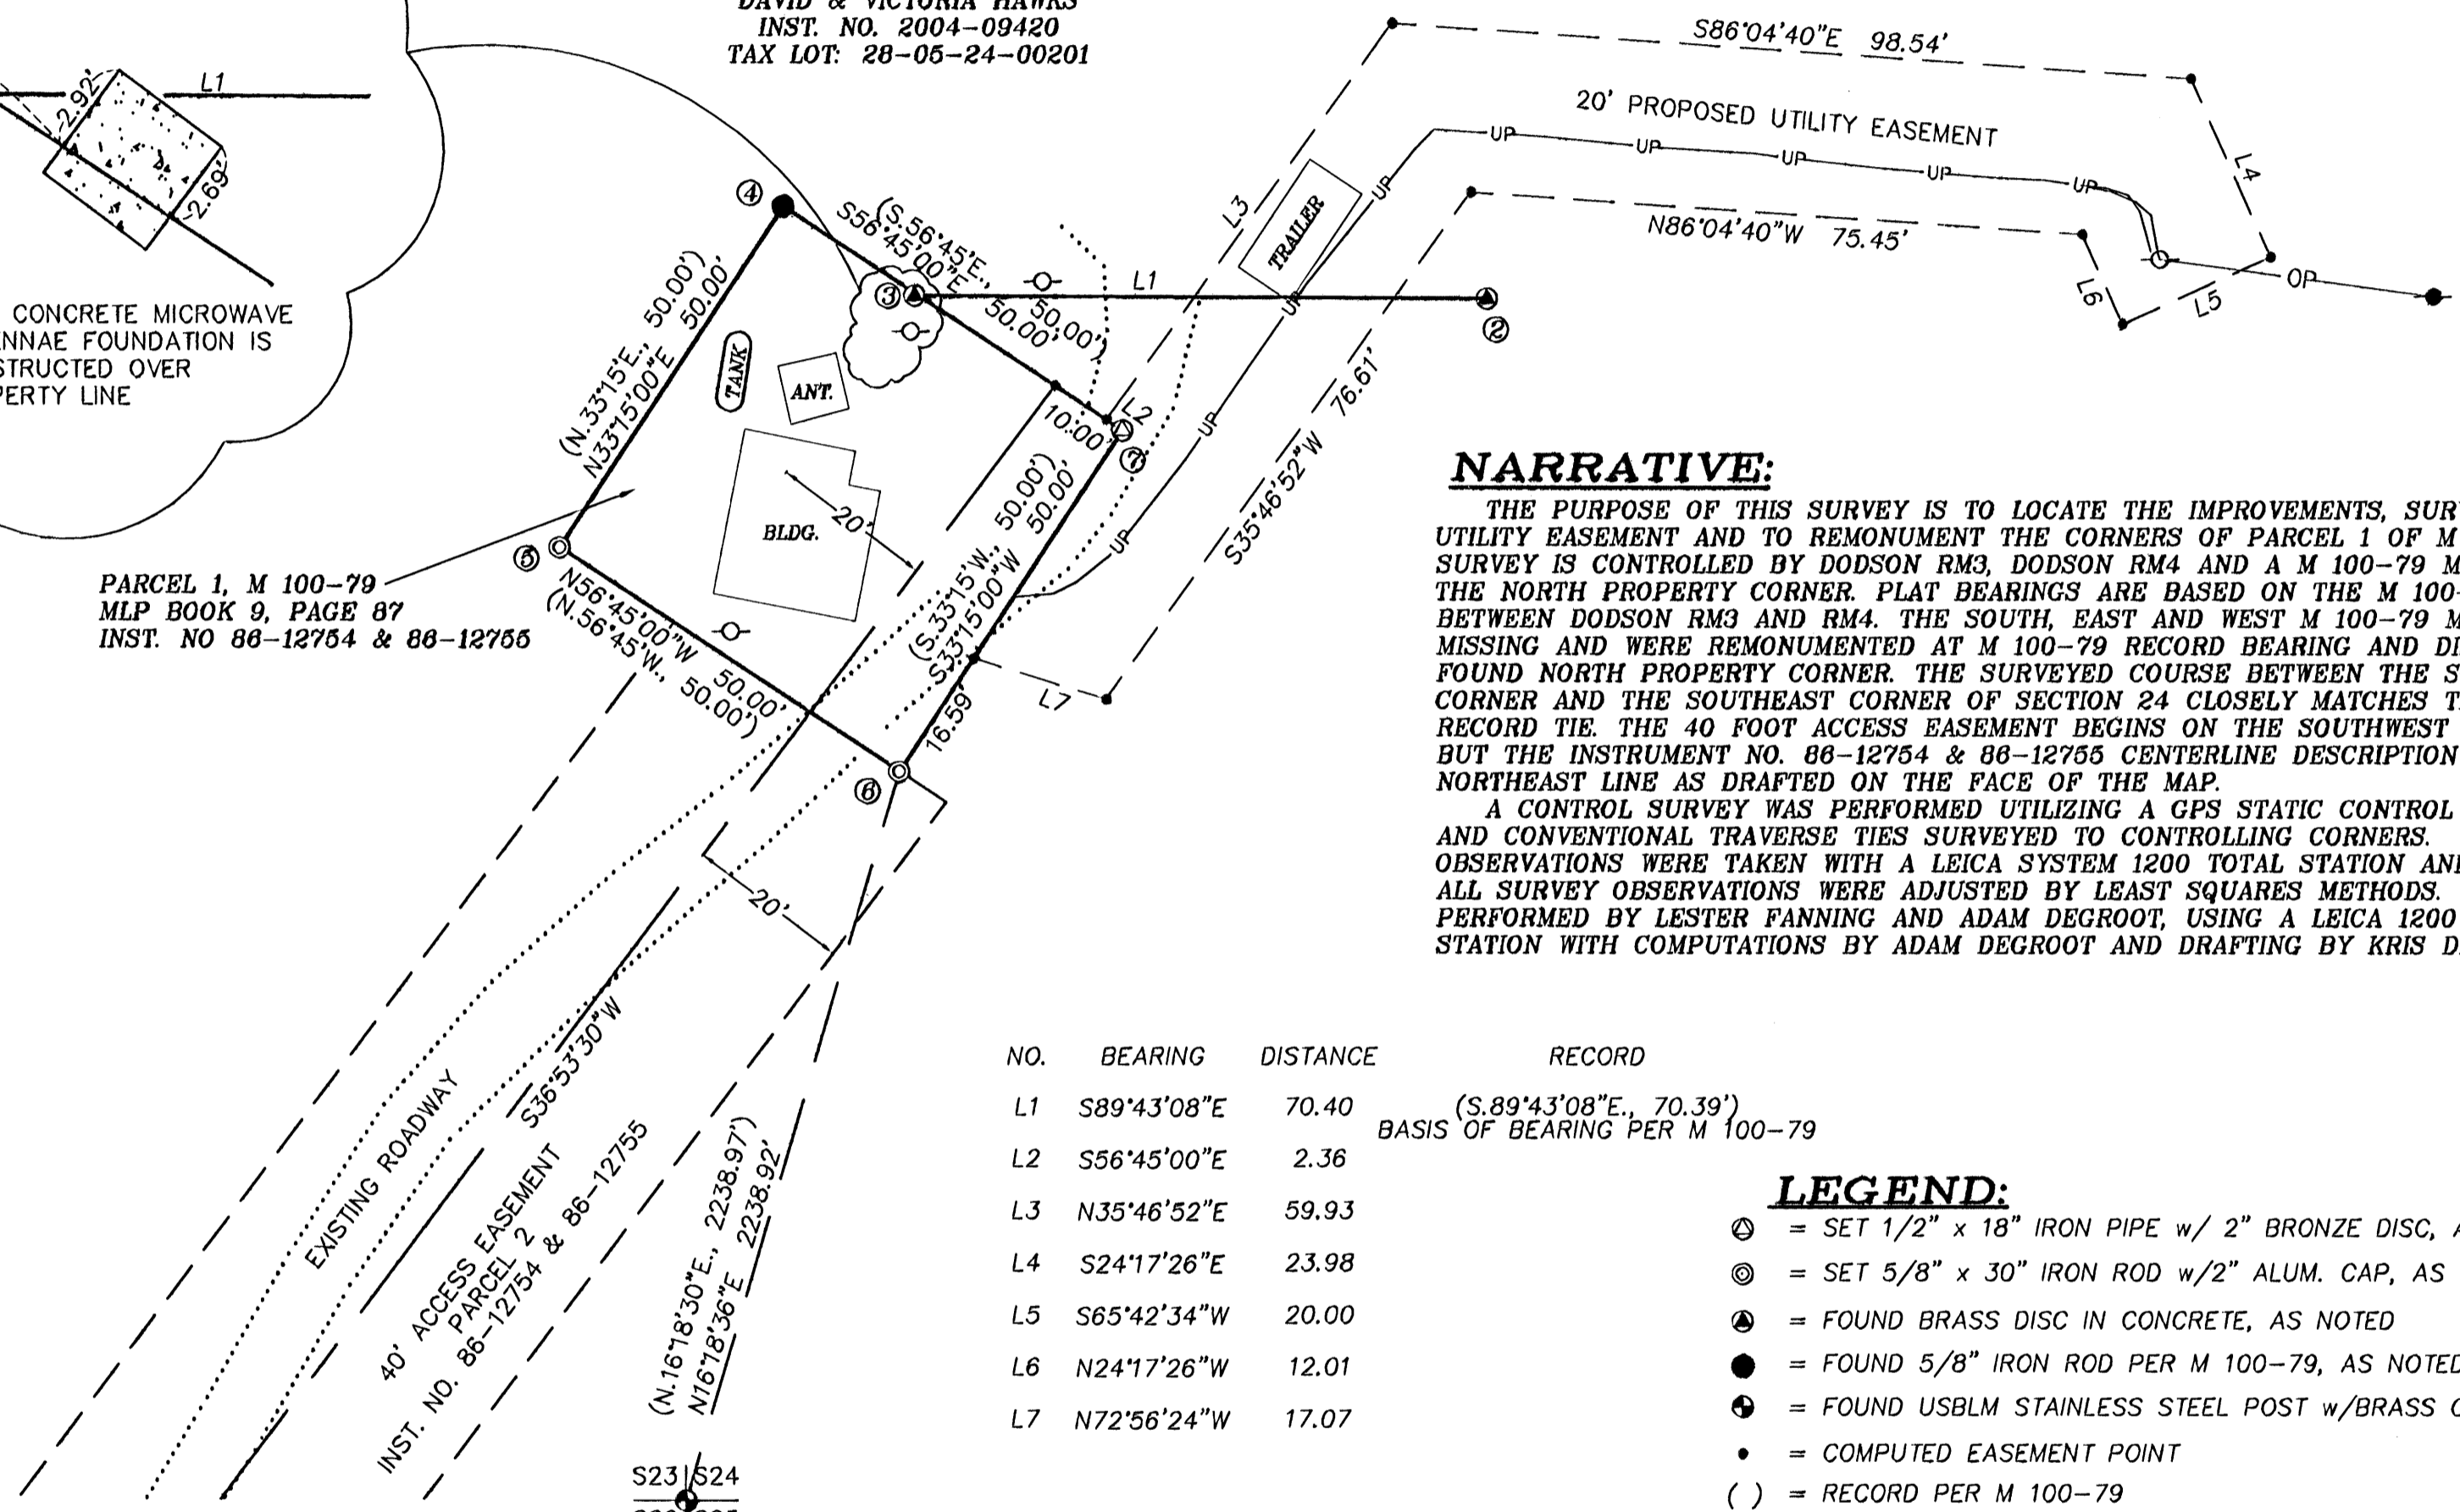 DAVID & VICTORIA HAWKS
INST. NO. 2004-09420
TAX LOT: 28-05-24-00201
L1
2.92'
2.69'
CONCRETE MICROWAVE
ENNAE FOUNDATION IS
STRUCTED OVER
PERTY LINE
S86°04'40"E 98.54'
20' PROPOSED UTILITY EASEMENT
UP
UP
UP
UP
UP
L4
N86°04'40"W 75.45'
L6
L5
OP
L3
TRAILER
UP
UP
UP
UP
S35°46'52"W 76.61'
L7
4
(S.56°45'E., 50.00')
S56°45'00"E 50.00'
3
L1
2
(N.33°15'E., 50.00')
N33°15'00"E 50.00'
TANK
ANT.
L2
10.00'
7
BLDG.
20'
(S.33°15'W., 50.00')
S33°15'00"W 50.00'
16.59'
5
N56°45'00"W 50.00'
(N.56°45'W., 50.00')
6
PARCEL 1, M 100-79
MLP BOOK 9, PAGE 87
INST. NO 86-12754 & 86-12755
20'
S36°53'30"W
EXISTING ROADWAY
40' ACCESS EASEMENT
PARCEL 2
INST. NO. 86-12754 & 86-12755
(N.16°18'30"E., 2238.97')
N16°18'36"E 2238.92'
S23 S24
NARRATIVE:
THE PURPOSE OF THIS SURVEY IS TO LOCATE THE IMPROVEMENTS, SUR
UTILITY EASEMENT AND TO REMONUMENT THE CORNERS OF PARCEL 1 OF M
SURVEY IS CONTROLLED BY DODSON RM3, DODSON RM4 AND A M 100-79 M
THE NORTH PROPERTY CORNER. PLAT BEARINGS ARE BASED ON THE M 100-
BETWEEN DODSON RM3 AND RM4. THE SOUTH, EAST AND WEST M 100-79 M
MISSING AND WERE REMONUMENTED AT M 100-79 RECORD BEARING AND DI
FOUND NORTH PROPERTY CORNER. THE SURVEYED COURSE BETWEEN THE S
CORNER AND THE SOUTHEAST CORNER OF SECTION 24 CLOSELY MATCHES T
RECORD TIE. THE 40 FOOT ACCESS EASEMENT BEGINS ON THE SOUTHWEST
BUT THE INSTRUMENT NO. 86-12754 & 86-12755 CENTERLINE DESCRIPTION
NORTHEAST LINE AS DRAFTED ON THE FACE OF THE MAP.
A CONTROL SURVEY WAS PERFORMED UTILIZING A GPS STATIC CONTROL
AND CONVENTIONAL TRAVERSE TIES SURVEYED TO CONTROLLING CORNERS.
OBSERVATIONS WERE TAKEN WITH A LEICA SYSTEM 1200 TOTAL STATION AN
ALL SURVEY OBSERVATIONS WERE ADJUSTED BY LEAST SQUARES METHODS.
PERFORMED BY LESTER FANNING AND ADAM DEGROOT, USING A LEICA 1200
STATION WITH COMPUTATIONS BY ADAM DEGROOT AND DRAFTING BY KRIS D
NO. BEARING DISTANCE RECORD
L1 S89°43'08"E 70.40 (S.89°43'08"E., 70.39')
BASIS OF BEARING PER M 100-79
L2 S56°45'00"E 2.36
L3 N35°46'52"E 59.93
L4 S24°17'26"E 23.98
L5 S65°42'34"W 20.00
L6 N24°17'26"W 12.01
L7 N72°56'24"W 17.07
LEGEND:
= SET 1/2" x 18" IRON PIPE w/ 2" BRONZE DISC, A
= SET 5/8" x 30" IRON ROD w/2" ALUM. CAP, AS
= FOUND BRASS DISC IN CONCRETE, AS NOTED
= FOUND 5/8" IRON ROD PER M 100-79, AS NOTED
= FOUND USBLM STAINLESS STEEL POST w/BRASS C
= COMPUTED EASEMENT POINT
( ) = RECORD PER M 100-79